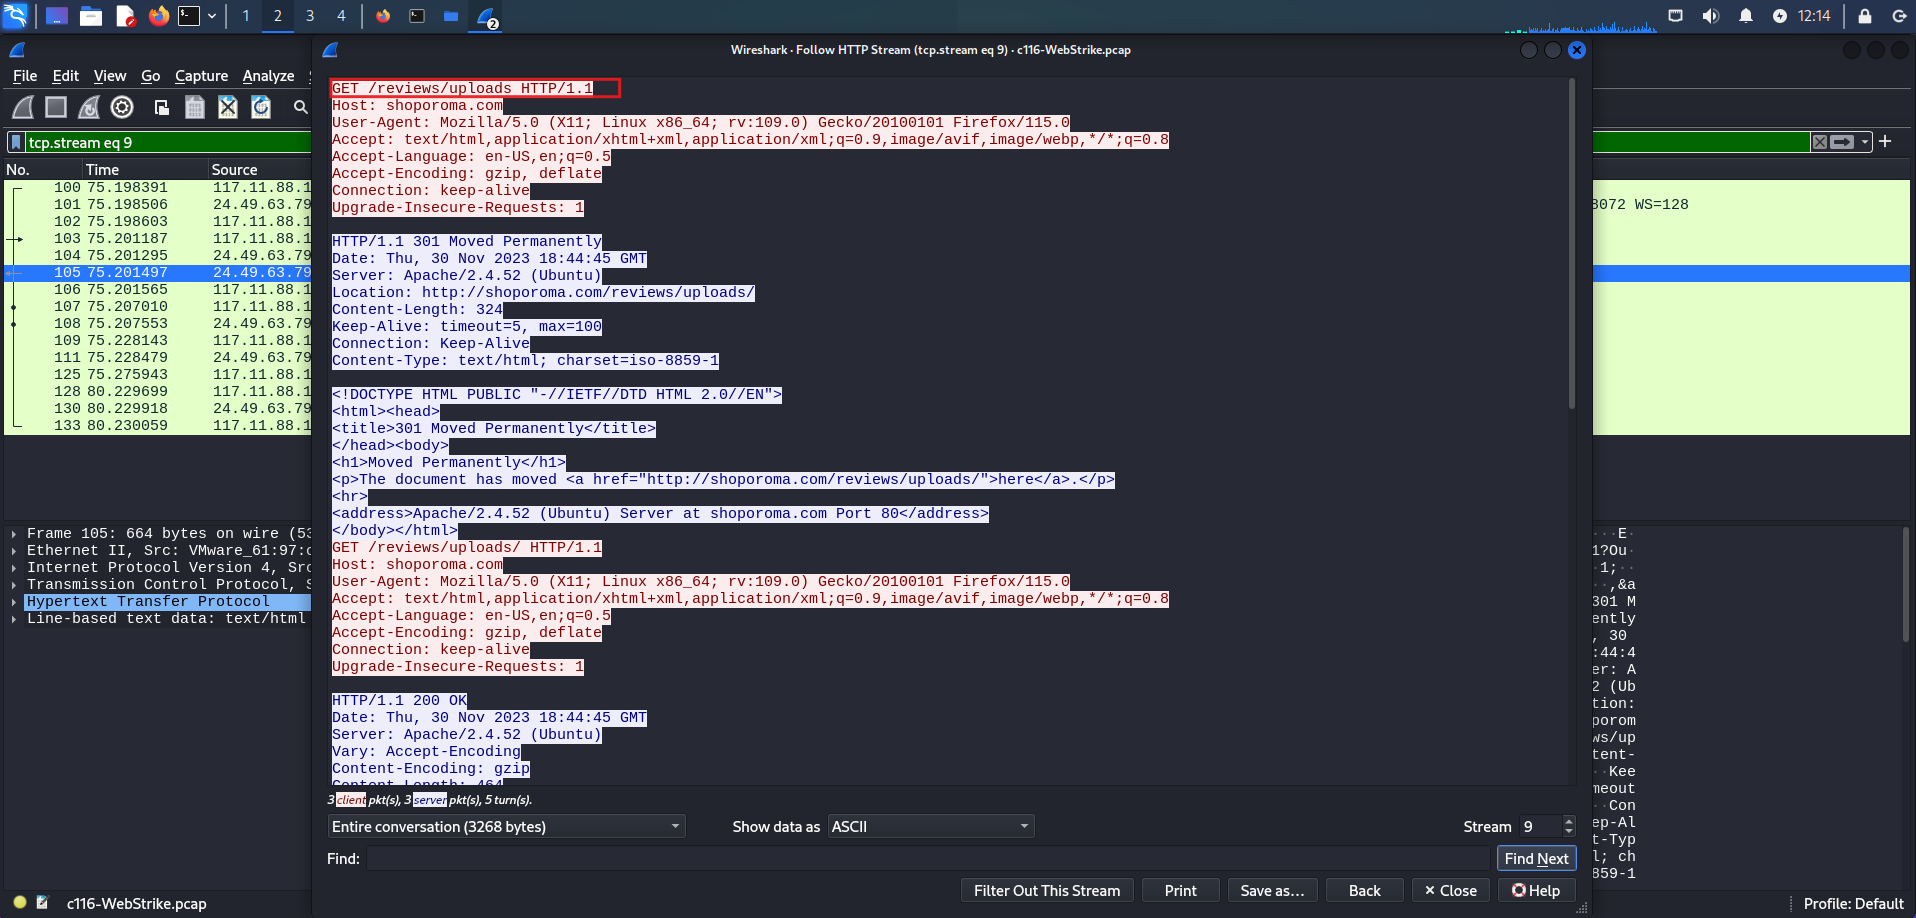 1 2 3 4 2 12:14
Wireshark · Follow HTTP Stream (tcp.stream eq 9) · c116-WebStrike.pcap
File Edit View Go Capture Analyze
tcp.stream eq 9
No. Time Source
100 75.198391 117.11.88.1
101 75.198506 24.49.63.79
102 75.198603 117.11.88.1
103 75.201187 117.11.88.1
104 75.201295 24.49.63.79
105 75.201497 24.49.63.79
106 75.201565 117.11.88.1
107 75.207010 117.11.88.1
108 75.207553 24.49.63.79
109 75.228143 117.11.88.1
111 75.228479 24.49.63.79
125 75.275943 117.11.88.1
128 80.229699 117.11.88.1
130 80.229918 24.49.63.79
133 80.230059 117.11.88.1
Frame 105: 664 bytes on wire (53
Ethernet II, Src: VMware_61:97:c
Internet Protocol Version 4, Src
Transmission Control Protocol, S
Hypertext Transfer Protocol
Line-based text data: text/html
GET /reviews/uploads HTTP/1.1
Host: shoporoma.com
User-Agent: Mozilla/5.0 (X11; Linux x86_64; rv:109.0) Gecko/20100101 Firefox/115.0
Accept: text/html,application/xhtml+xml,application/xml;q=0.9,image/avif,image/webp,*/*;q=0.8
Accept-Language: en-US,en;q=0.5
Accept-Encoding: gzip, deflate
Connection: keep-alive
Upgrade-Insecure-Requests: 1
HTTP/1.1 301 Moved Permanently
Date: Thu, 30 Nov 2023 18:44:45 GMT
Server: Apache/2.4.52 (Ubuntu)
Location: http://shoporoma.com/reviews/uploads/
Content-Length: 324
Keep-Alive: timeout=5, max=100
Connection: Keep-Alive
Content-Type: text/html; charset=iso-8859-1
<!DOCTYPE HTML PUBLIC "-//IETF//DTD HTML 2.0//EN">
<html><head>
<title>301 Moved Permanently</title>
</head><body>
<h1>Moved Permanently</h1>
<p>The document has moved <a href="http://shoporoma.com/reviews/uploads/">here</a>.</p>
<hr>
<address>Apache/2.4.52 (Ubuntu) Server at shoporoma.com Port 80</address>
</body></html>
GET /reviews/uploads/ HTTP/1.1
Host: shoporoma.com
User-Agent: Mozilla/5.0 (X11; Linux x86_64; rv:109.0) Gecko/20100101 Firefox/115.0
Accept: text/html,application/xhtml+xml,application/xml;q=0.9,image/avif,image/webp,*/*;q=0.8
Accept-Language: en-US,en;q=0.5
Accept-Encoding: gzip, deflate
Connection: keep-alive
Upgrade-Insecure-Requests: 1
HTTP/1.1 200 OK
Date: Thu, 30 Nov 2023 18:44:45 GMT
Server: Apache/2.4.52 (Ubuntu)
Vary: Accept-Encoding
Content-Encoding: gzip
Content-Length: 464
3 client pkt(s), 3 server pkt(s), 5 turn(s).
Entire conversation (3268 bytes) Show data as ASCII Stream 9
Find: Find Next
Filter Out This Stream Print Save as… Back × Close Help
8072 WS=128
· · · E ·
1?Ou ·
· 1; · ·
· · ,&a
301 M
ently
, 30
:44:4
er: A
2 (Ub
tion:
porom
ws/up
tent-
· · Kee
meout
· · Con
ep-Al
t-Typ
l; ch
859-1
c116-WebStrike.pcap Profile: Default